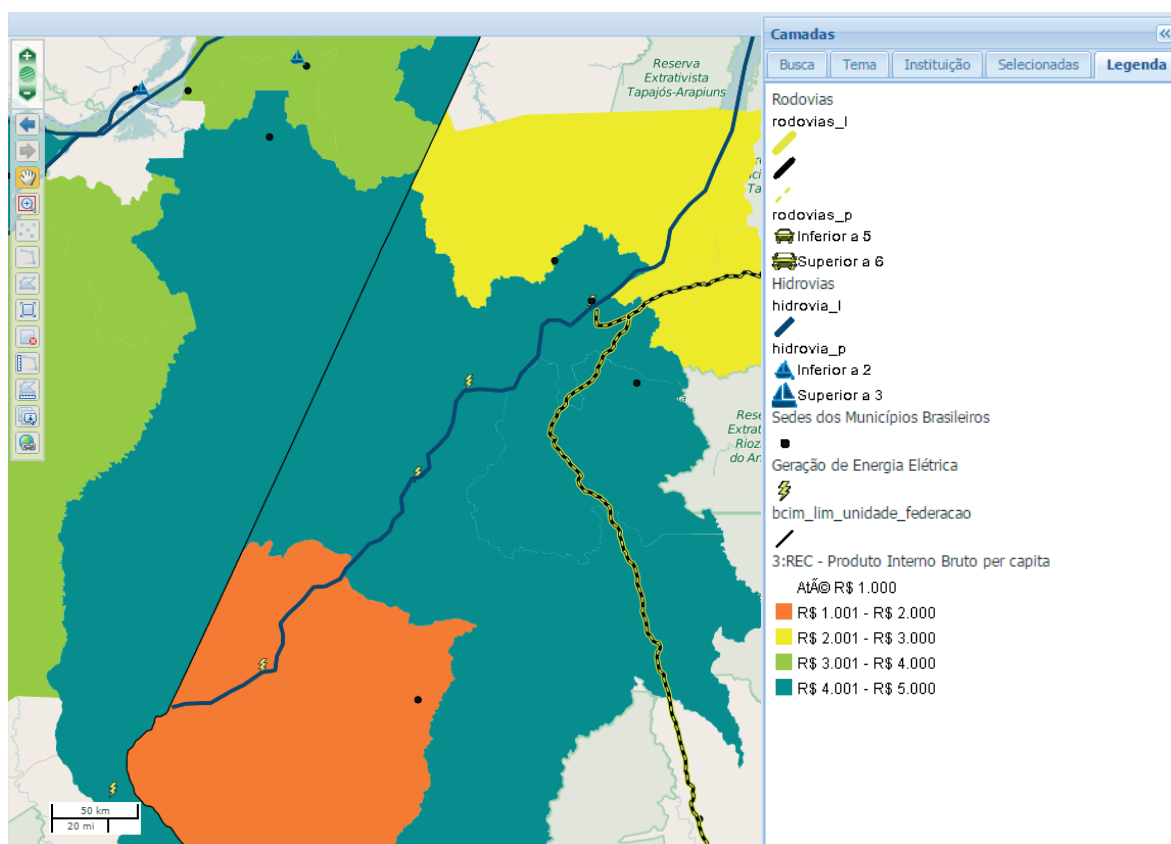 Camadas
Busca
Tema
Instituição
Selecionadas
Legenda
Rodovias
rodovias_l
rodovias_p
Inferior a 5
Superior a 6
Hidrovias
hidrovia_l
hidrovia_p
Inferior a 2
Superior a 3
Sedes dos Municípios Brasileiros
Geração de Energia Elétrica
bcim_lim_unidade_federacao
3:REC - Produto Interno Bruto per capita
AtÃ© R$ 1.000
R$ 1.001 - R$ 2.000
R$ 2.001 - R$ 3.000
R$ 3.001 - R$ 4.000
R$ 4.001 - R$ 5.000
Reserva
Extrativista
Tapajós-Arapiuns
50 km
20 mi